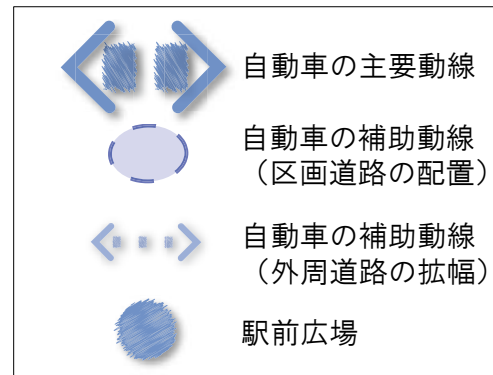 自動車の主要動線
自動車の補助動線
（区画道路の配置）
自動車の補助動線
（外周道路の拡幅）
駅前広場